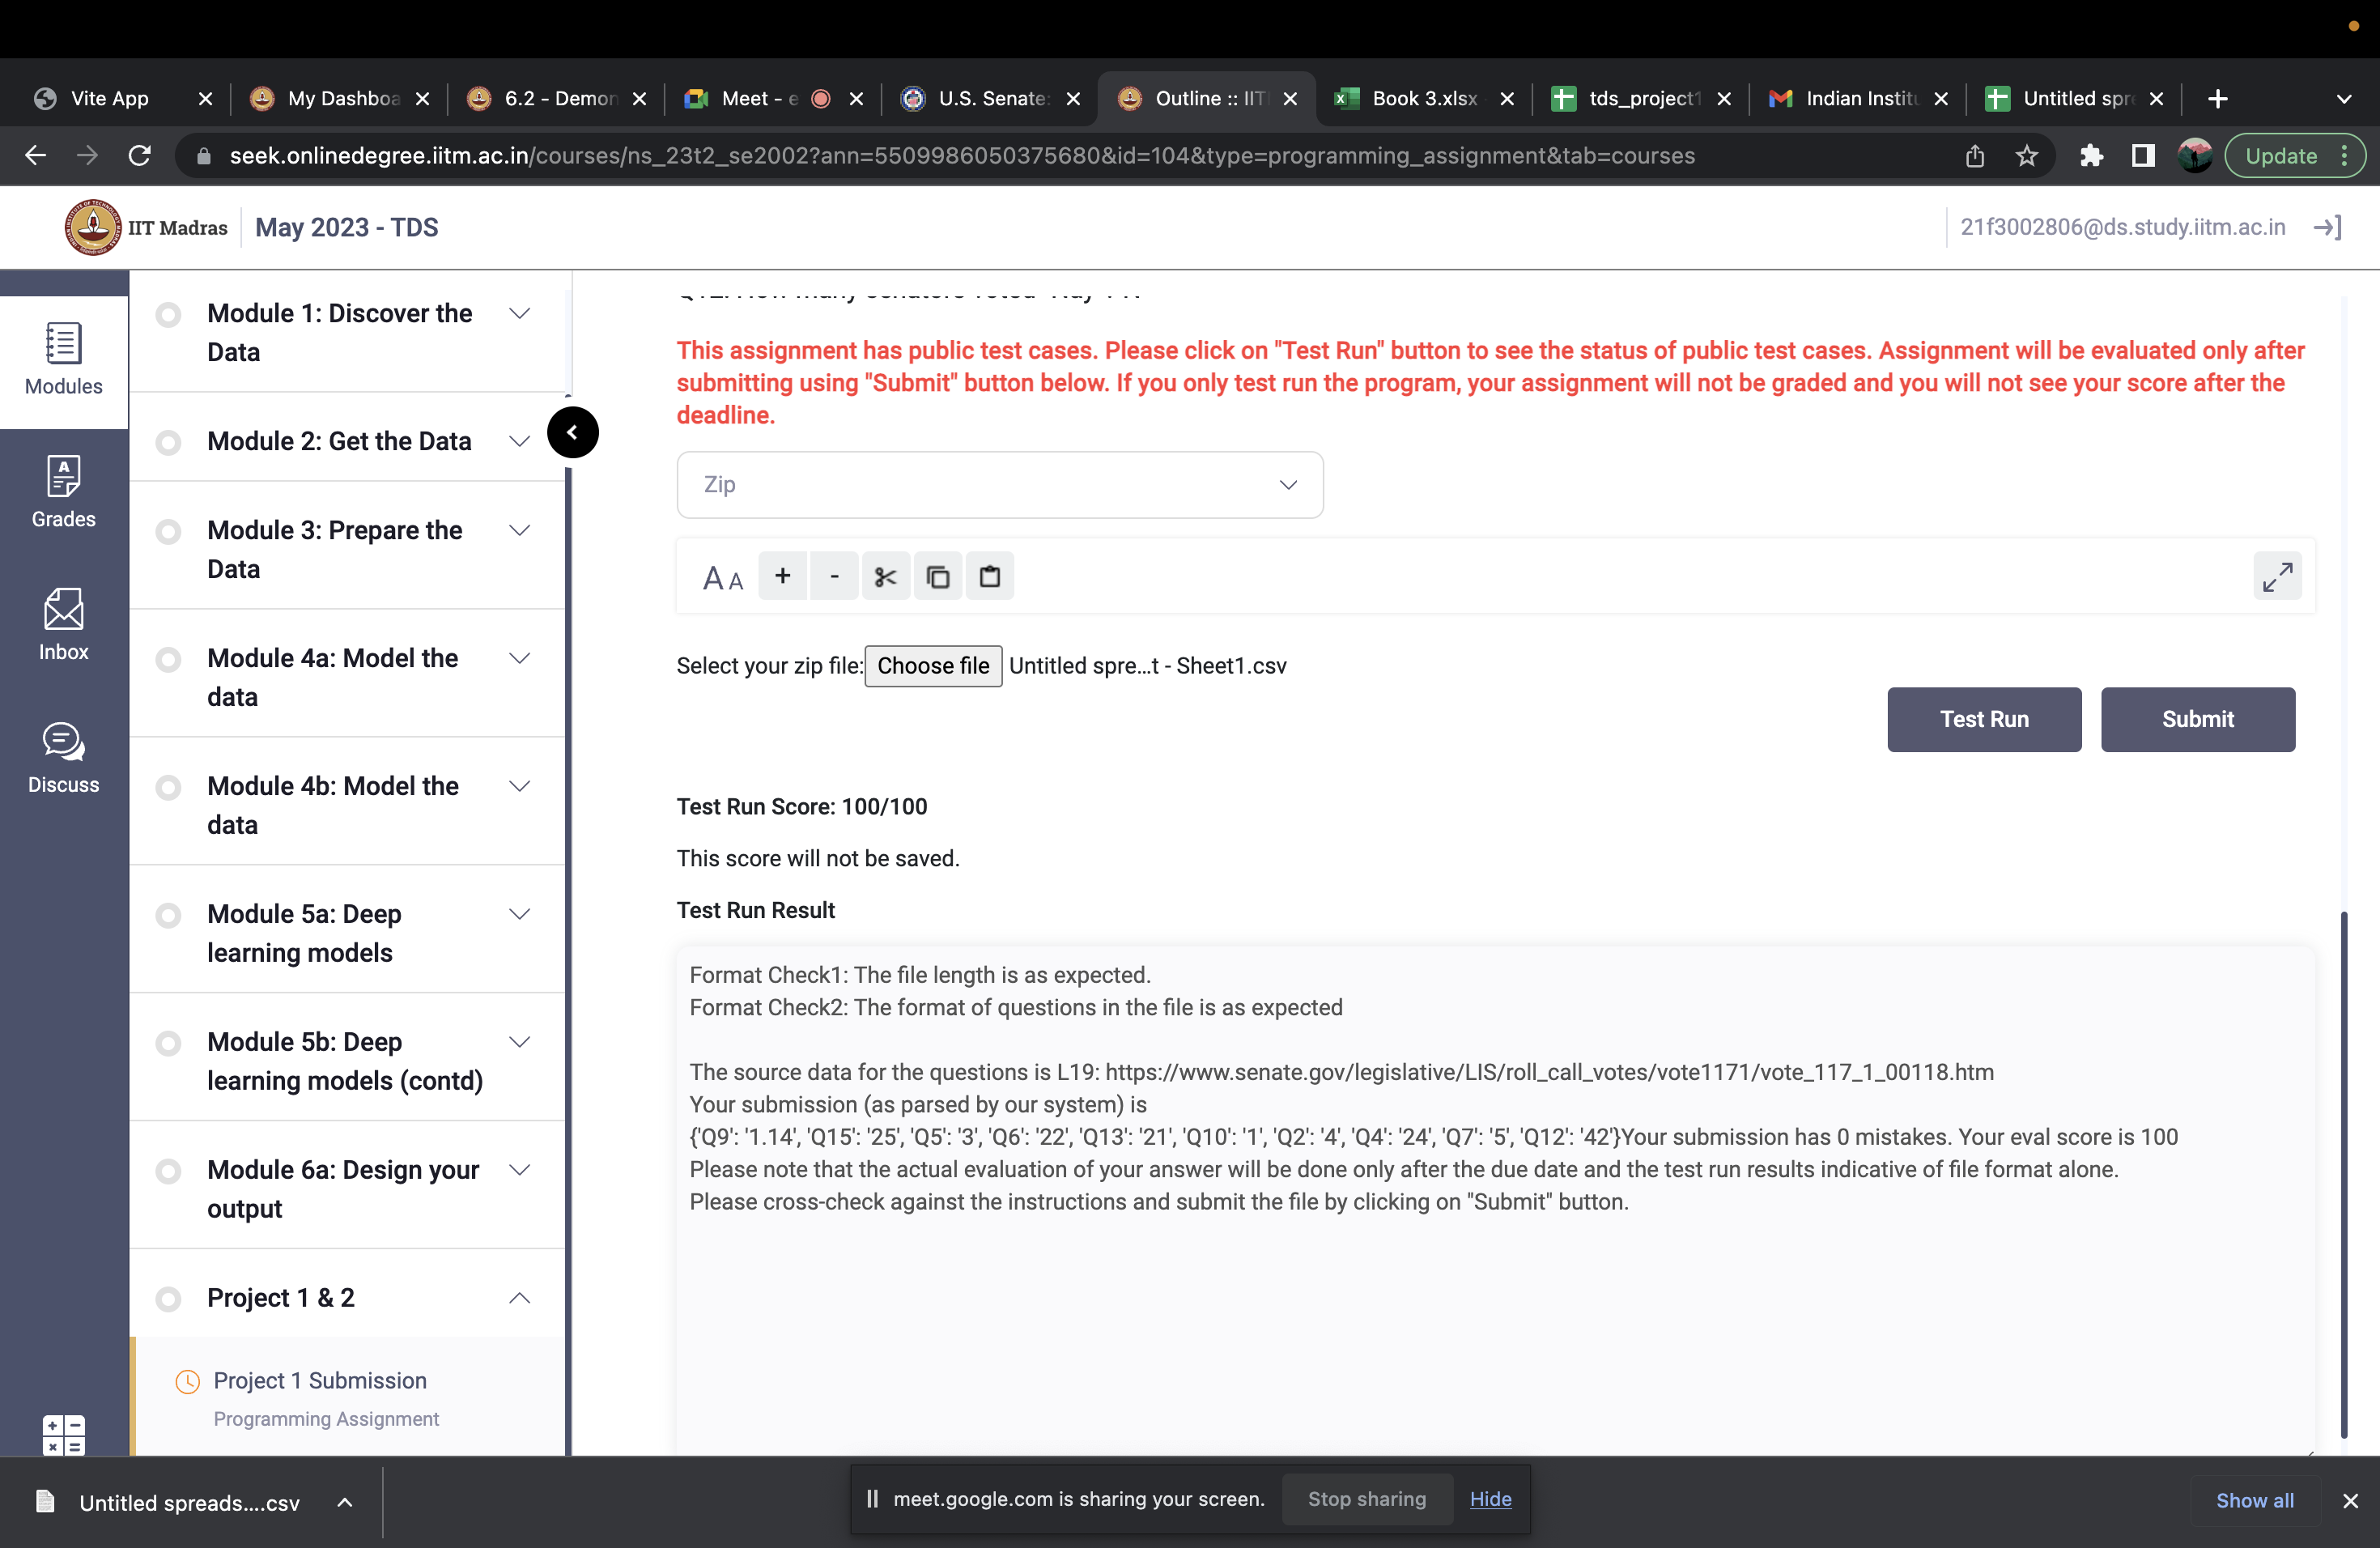 Vite App
My Dashboa
6.2 - Demon
Meet - e
U.S. Senate:
Outline :: IIT
Book 3.xlsx
tds_project1
Indian Institu
Untitled spre
seek.onlinedegree.iitm.ac.in/courses/ns_23t2_se2002?ann=5509986050375680&id=104&type=programming_assignment&tab=courses
Update
IIT Madras
May 2023 - TDS
21f3002806@ds.study.iitm.ac.in
Modules
Grades
Inbox
Discuss
Module 1: Discover the
Data
Module 2: Get the Data
Module 3: Prepare the
Data
Module 4a: Model the
data
Module 4b: Model the
data
Module 5a: Deep
learning models
Module 5b: Deep
learning models (contd)
Module 6a: Design your
output
Project 1 & 2
Project 1 Submission
Programming Assignment
This assignment has public test cases. Please click on "Test Run" button to see the status of public test cases. Assignment will be evaluated only after
submitting using "Submit" button below. If you only test run the program, your assignment will not be graded and you will not see your score after the
deadline.
Zip
A A + -
Select your zip file: Choose file Untitled spre...t - Sheet1.csv
Test Run
Submit
Test Run Score: 100/100
This score will not be saved.
Test Run Result
Format Check1: The file length is as expected.
Format Check2: The format of questions in the file is as expected
The source data for the questions is L19: https://www.senate.gov/legislative/LIS/roll_call_votes/vote1171/vote_117_1_00118.htm
Your submission (as parsed by our system) is
{'Q9': '1.14', 'Q15': '25', 'Q5': '3', 'Q6': '22', 'Q13': '21', 'Q10': '1', 'Q2': '4', 'Q4': '24', 'Q7': '5', 'Q12': '42'}Your submission has 0 mistakes. Your eval score is 100
Please note that the actual evaluation of your answer will be done only after the due date and the test run results indicative of file format alone.
Please cross-check against the instructions and submit the file by clicking on "Submit" button.
Untitled spreads....csv
meet.google.com is sharing your screen.
Stop sharing
Hide
Show all